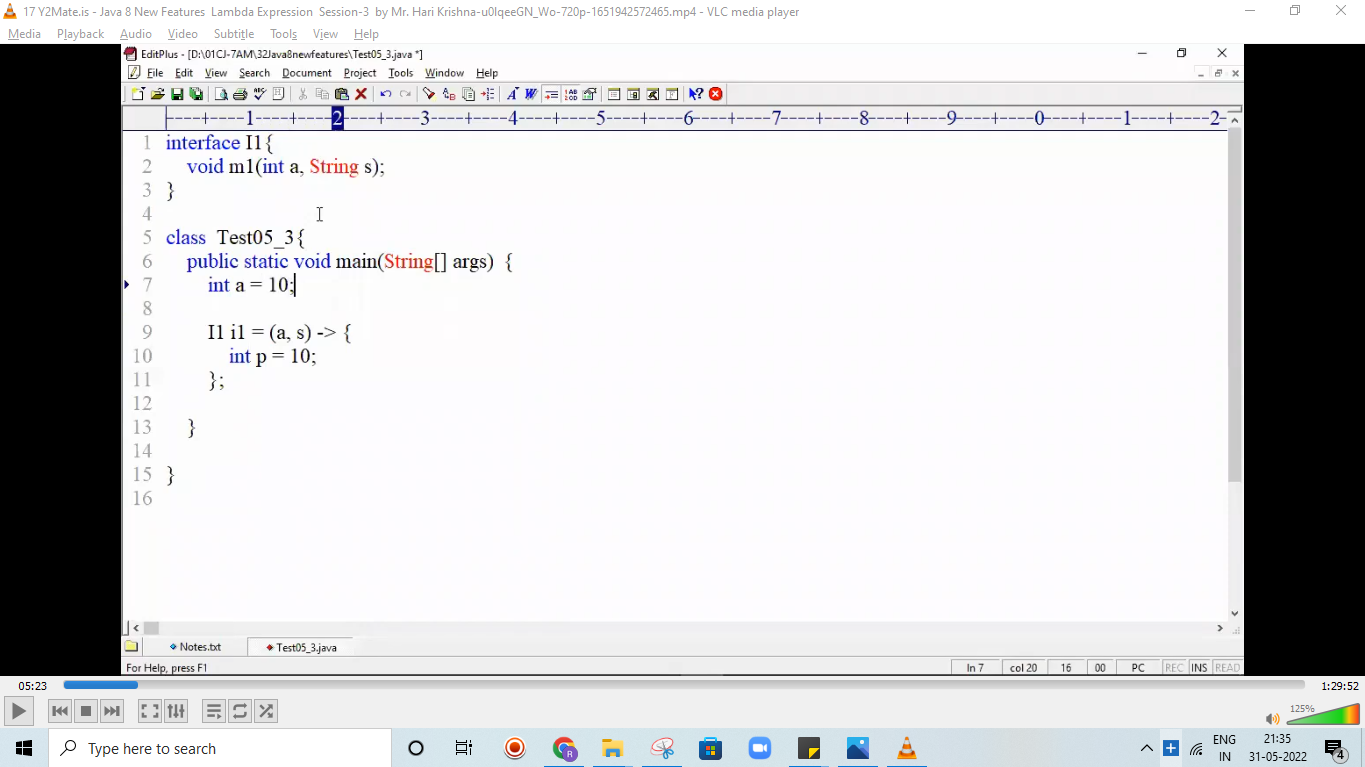 17 Y2Mate.is - Java 8 New Features Lambda Expression Session-3 by Mr. Hari Krishna-u0lqeeGN_Wo-720p-1651942572465.mp4 - VLC media player
Media Playback Audio Video Subtitle Tools View Help
EditPlus - [D:\01CJ-7AM\32Java8newfeatures\Test05_3.java *]
File Edit View Search Document Project Tools Window Help
----+----1----+----2----+----3----+----4----+----5----+----6----+----7----+----8----+----9----+----0----+----1----+----2-
1 interface I1{
2 void m1(int a, String s);
3 }
4
5 class Test05_3{
6 public static void main(String[] args) {
7 int a = 10;
8
9 I1 i1 = (a, s) -> {
10 int p = 10;
11 };
12
13 }
14
15 }
16
Notes.txt Test05_3.java
For Help, press F1 ln 7 col 20 16 00 PC REC INS READ
05:23 1:29:52
125%
Type here to search
ENG 21:35
IN 31-05-2022 4